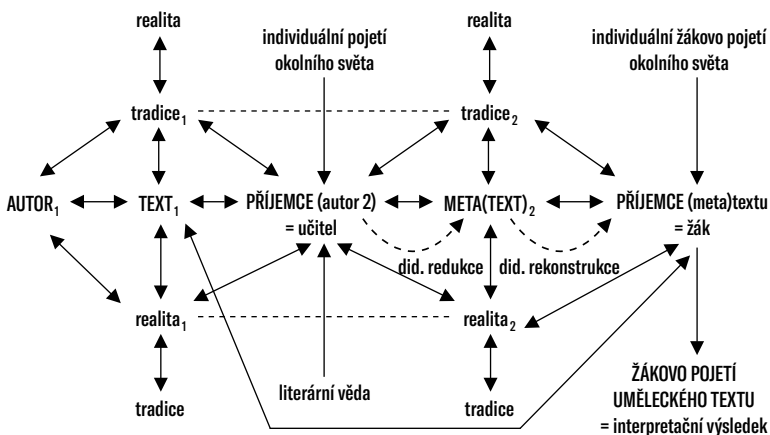 realita
realita
individuální pojetí
okolního světa
individuální žákovo pojetí
okolního světa
tradice₁
tradice₂
AUTOR₁
TEXT₁
PŘÍJEMCE (autor 2)
= učitel
META(TEXT)₂
PŘÍJEMCE (meta)textu
= žák
did. redukce
did. rekonstrukce
realita₁
realita₂
tradice
literární věda
tradice
ŽÁKOVO POJETÍ
UMĚLECKÉHO TEXTU
= interpretační výsledek